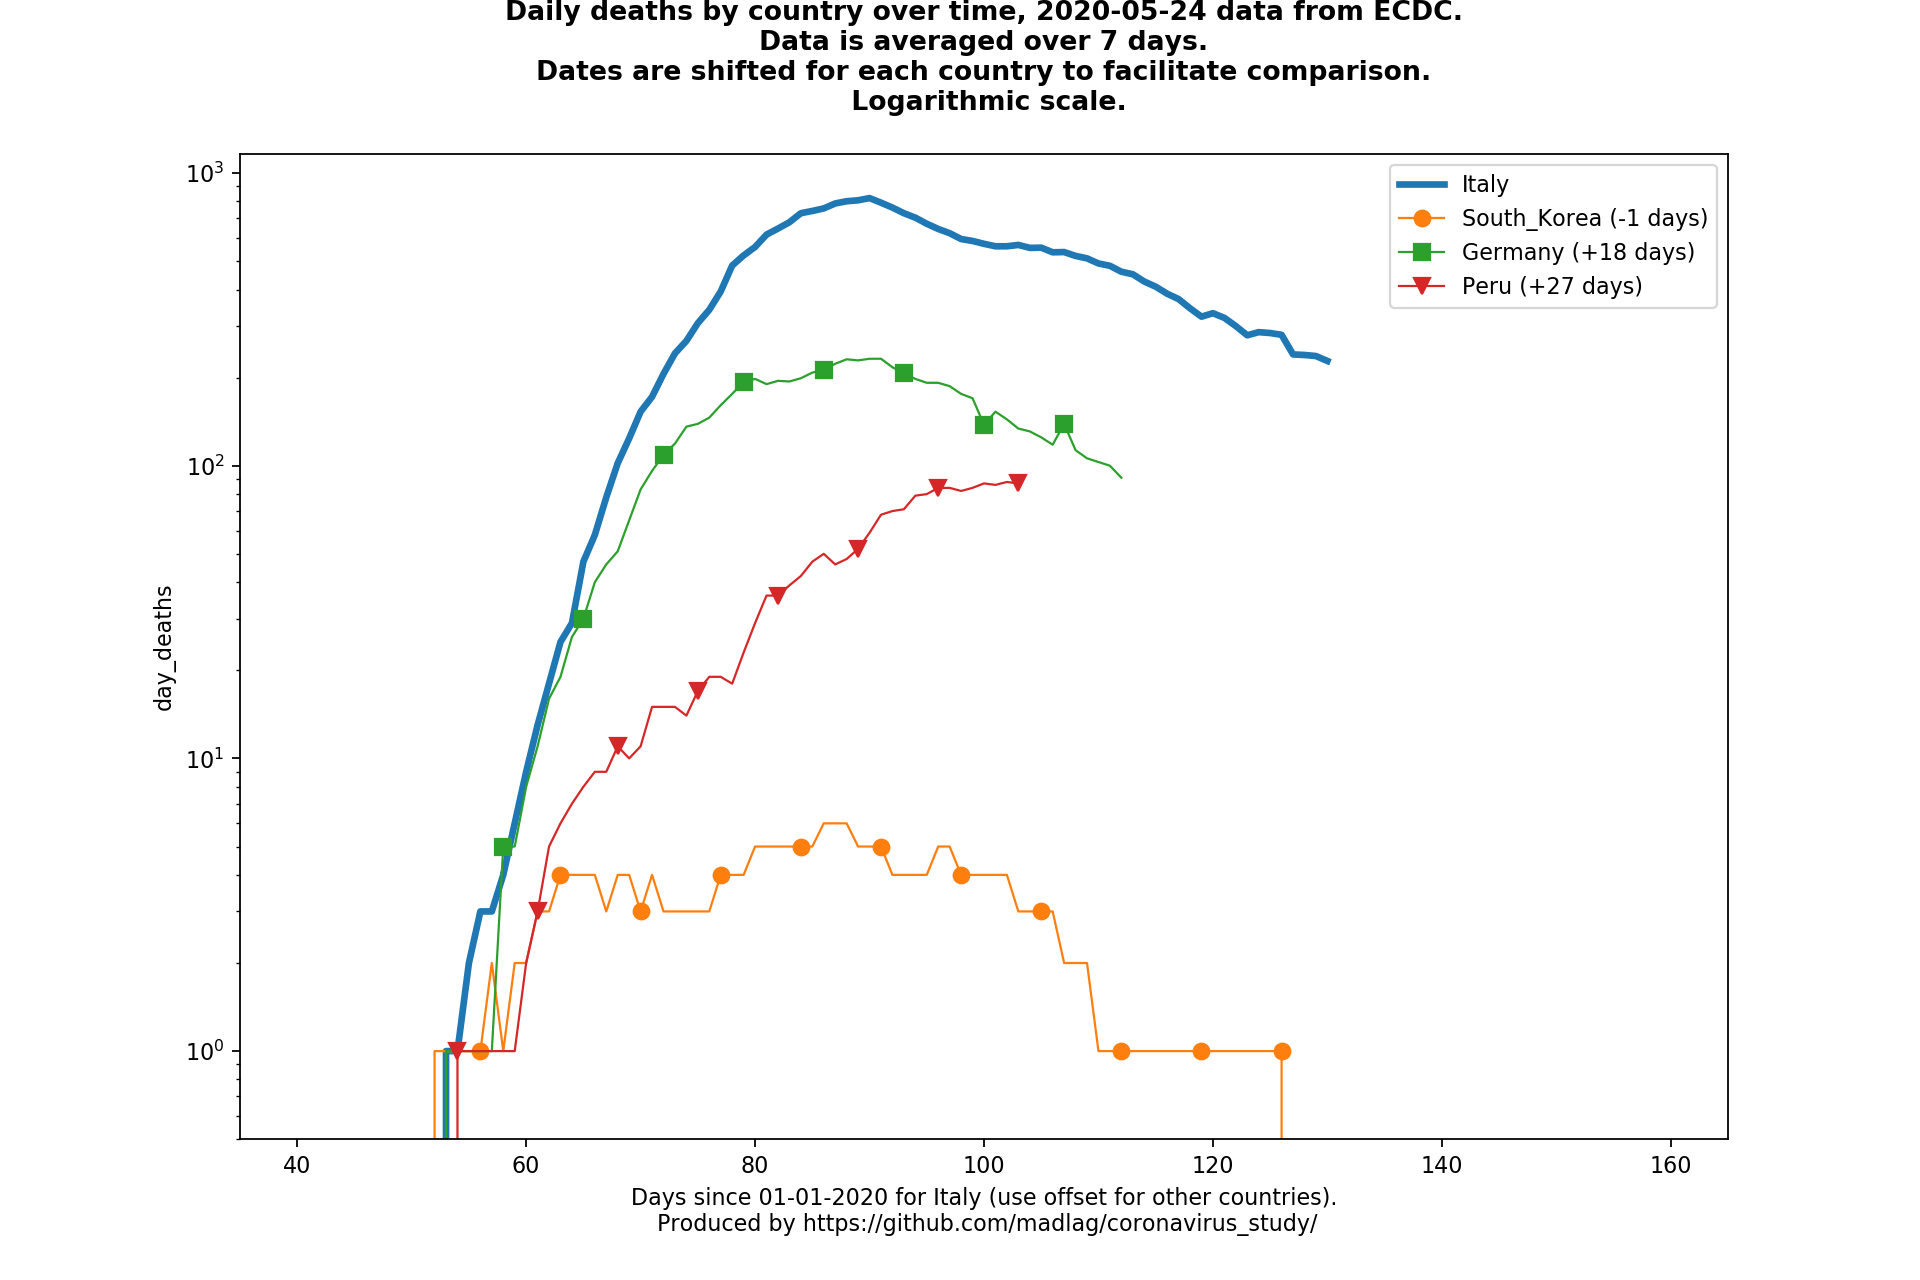 Daily deaths by country over time, 2020-05-24 data from ECDC.
Data is averaged over 7 days.
Dates are shifted for each country to facilitate comparison.
Logarithmic scale.
10³
10²
10¹
10⁰
day_deaths
Italy
South_Korea (-1 days)
Germany (+18 days)
Peru (+27 days)
40 60 80 100 120 140 160
Days since 01-01-2020 for Italy (use offset for other countries).
Produced by https://github.com/madlag/coronavirus_study/